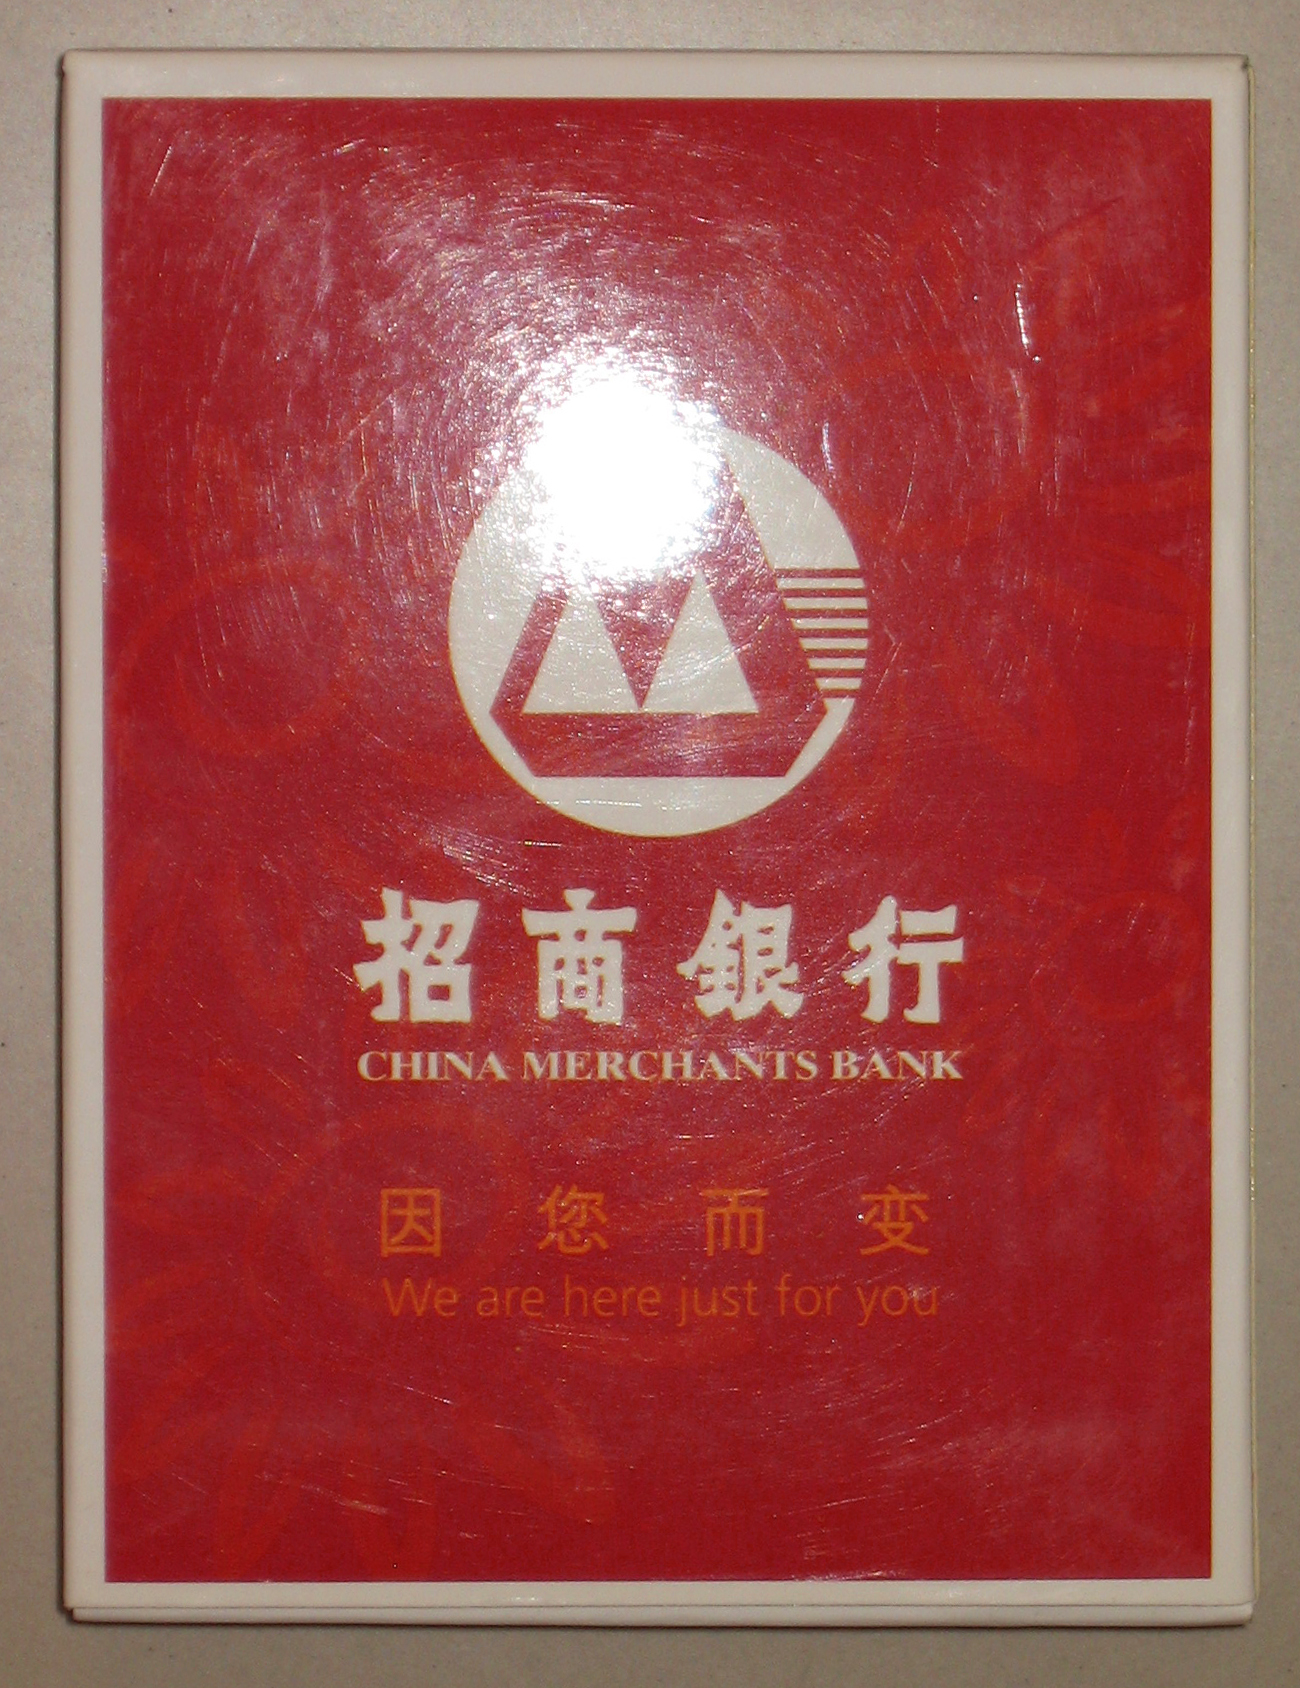 招商銀行
CHINA MERCHANTS BANK
因您而变
We are here just for you